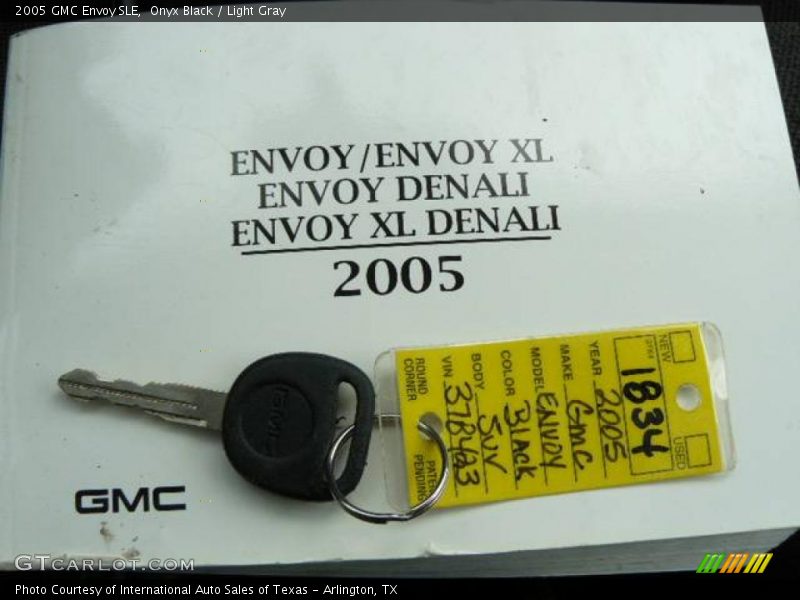 2005 GMC Envoy SLE, Onyx Black / Light Gray
ENVOY/ENVOY XL
ENVOY DENALI
ENVOY XL DENALI
2005
GMC
GMC
NEW
USED
1834
YEAR 2005
MAKE Gmc
MODEL ENVOY
COLOR BLACK
BODY SUV
VIN 378423
ROUND CORNER
PATENT PENDING
GTCARLOT.COM
Photo Courtesy of International Auto Sales of Texas - Arlington, TX